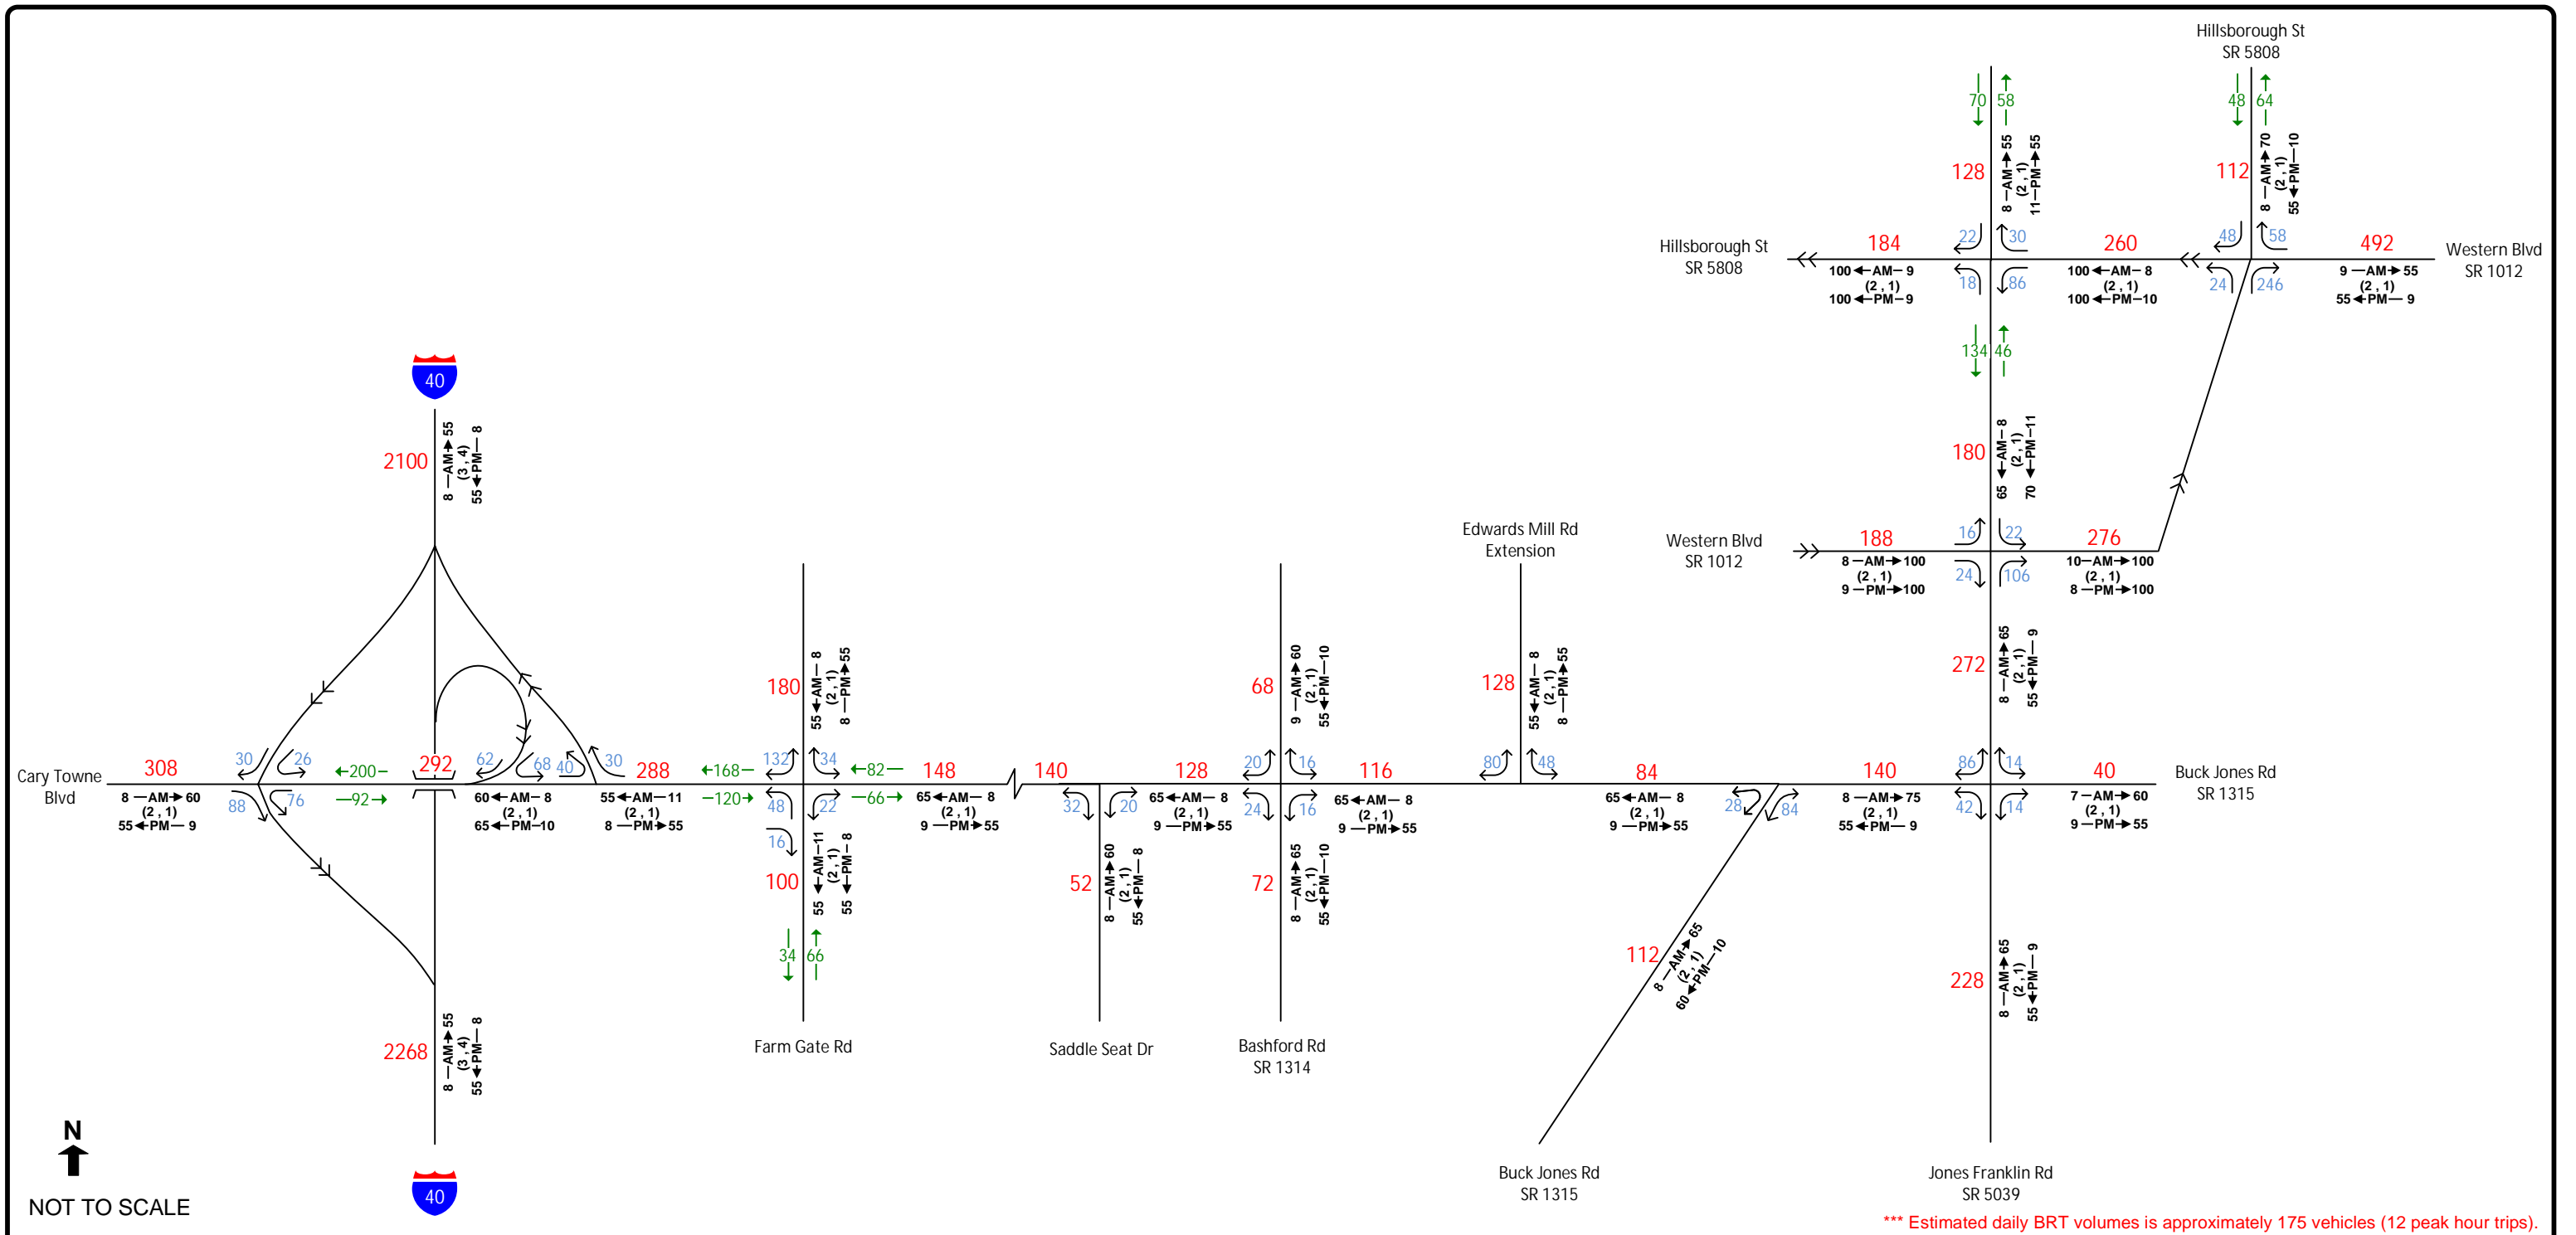 Hillsborough St
SR 5808
70
58
48
64
128
8 —AM→ 55
(2 , 1)
11—PM→55
112
8 —AM→ 70
(2 , 1)
55 ←PM—10
Hillsborough St
SR 5808
184
22
30
260
48
58
492
Western Blvd
SR 1012
100 ←AM— 9
(2 , 1)
100 ←PM—9
18
86
100 ←AM— 8
(2 , 1)
100 ←PM—10
24
246
9 —AM→ 55
(2 , 1)
55 ←PM— 9
134
46
40
2100
8 —AM→ 55
(3 , 4)
55 ←PM— 8
180
65 ←AM— 8
(2 , 1)
70 ←PM—11
Edwards Mill Rd
Extension
Western Blvd
SR 1012
188
16
22
276
8 —AM→100
(2 , 1)
9 —PM→100
24
106
10—AM→100
(2 , 1)
8 —PM→100
180
55 ←AM— 8
(2 , 1)
8 —PM→55
68
9 —AM→ 60
(2 , 1)
55 ←PM—10
128
55 ←AM— 8
(2 , 1)
8 —PM→ 55
272
8 —AM→ 65
(2 , 1)
55 ←PM— 9
Cary Towne
Blvd
308
30
26
←200—
292
62
68
40
30
288
←168—
132
34
←82—
148
140
128
20
16
116
80
48
84
140
86
14
40
Buck Jones Rd
SR 1315
8 —AM→ 60
(2 , 1)
55 ←PM— 9
88
76
—92→
60 ←AM— 8
(2 , 1)
65 ←PM—10
55 ←AM—11
(2 , 1)
8 —PM→55
—120→
48
22
—66→
16
65 ←AM— 8
(2 , 1)
9 —PM→55
32
20
65 ←AM— 8
(2 , 1)
9 —PM→55
24
16
65 ←AM— 8
(2 , 1)
9 —PM→55
65 ←AM— 8
(2 , 1)
9 —PM→55
28
84
8 —AM→ 75
(2 , 1)
55 ←PM— 9
42
14
7 —AM→ 60
(2 , 1)
9 —PM→ 55
100
55 ←AM—11
(2 , 1)
55 ←PM—8
34
66
52
8 —AM→ 60
(2 , 1)
55 ←PM— 8
72
8 —AM→ 65
(2 , 1)
55 ←PM—10
112
8 —AM→ 65
(2 , 1)
60 ←PM—10
228
8 —AM→ 65
(2 , 1)
55 ←PM— 9
2268
8 —AM→ 55
(3 , 4)
55 ←PM— 8
Farm Gate Rd
Saddle Seat Dr
Bashford Rd
SR 1314
Buck Jones Rd
SR 1315
Jones Franklin Rd
SR 5039
40
N
NOT TO SCALE
*** Estimated daily BRT volumes is approximately 175 vehicles (12 peak hour trips).